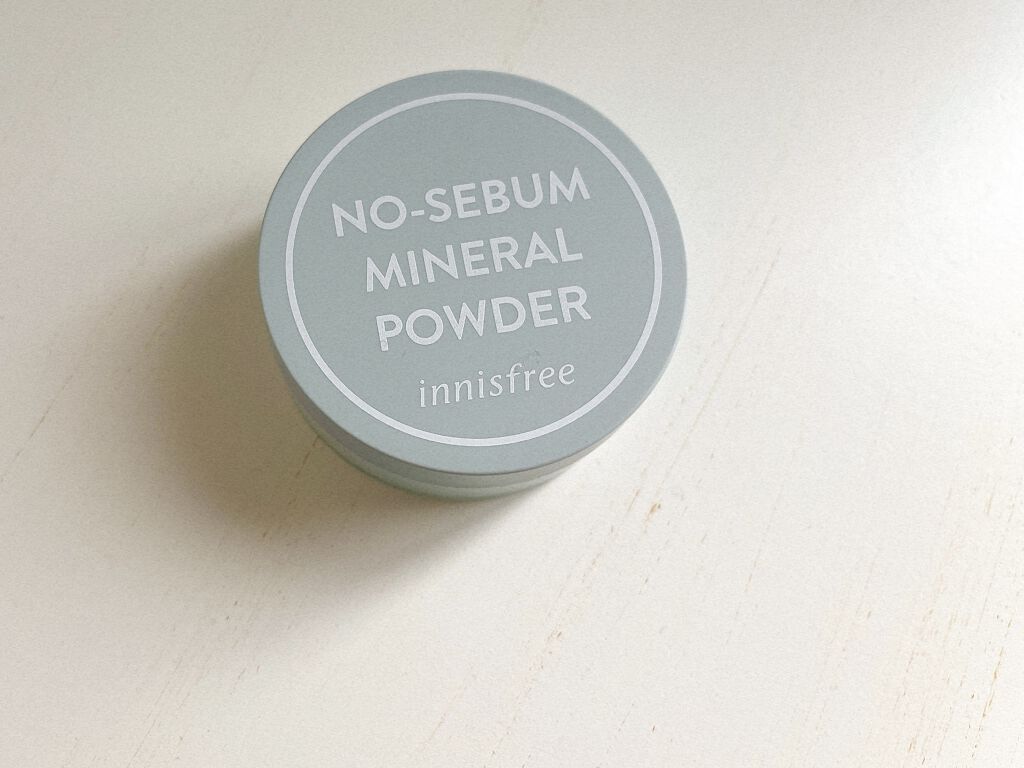 NO-SEBUM
MINERAL
POWDER
innisfree